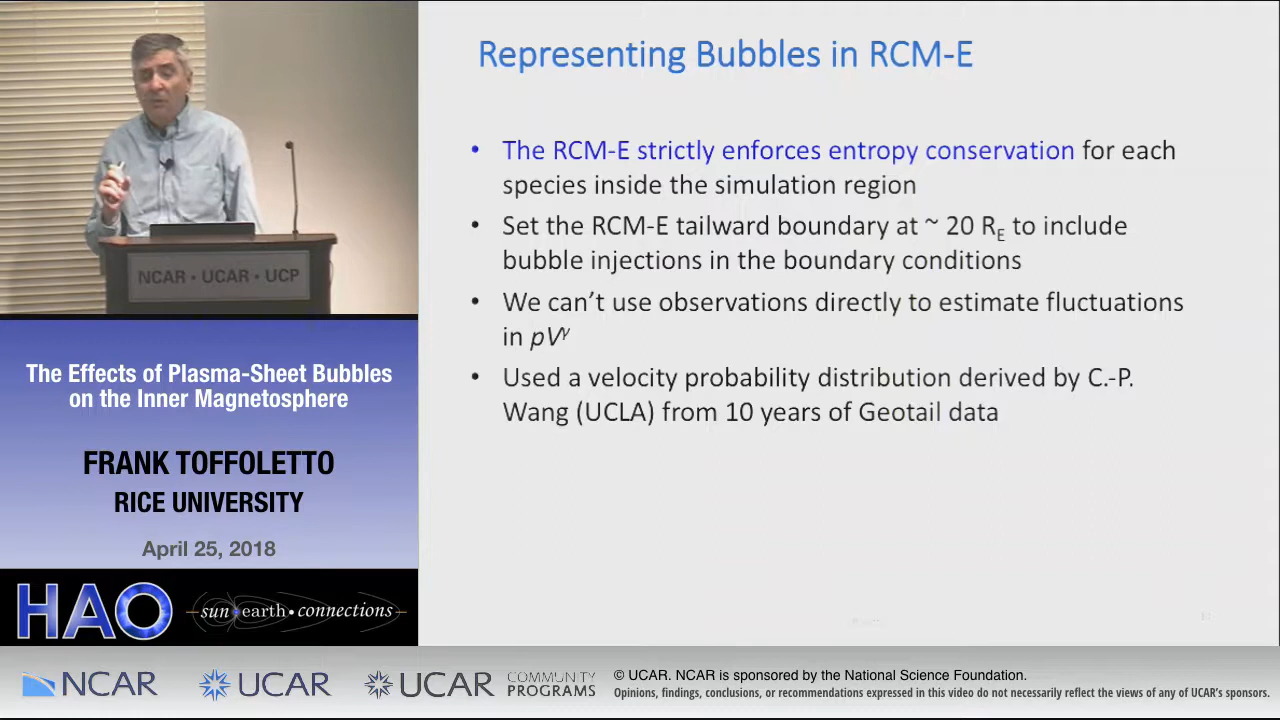 Representing Bubbles in RCM-E
• The RCM-E strictly enforces entropy conservation for each
species inside the simulation region
• Set the RCM-E tailward boundary at ~ 20 RE to include
bubble injections in the boundary conditions
• We can't use observations directly to estimate fluctuations
in pVγ
• Used a velocity probability distribution derived by C.-P.
Wang (UCLA) from 10 years of Geotail data
NCAR • UCAR • UCP
The Effects of Plasma-Sheet Bubbles
on the Inner Magnetosphere
FRANK TOFFOLETTO
RICE UNIVERSITY
April 25, 2018
HAO
sun•earth•connections
NCAR
UCAR
UCAR
COMMUNITY
PROGRAMS
© UCAR. NCAR is sponsored by the National Science Foundation.
Opinions, findings, conclusions, or recommendations expressed in this video do not necessarily reflect the views of any of UCAR's sponsors.